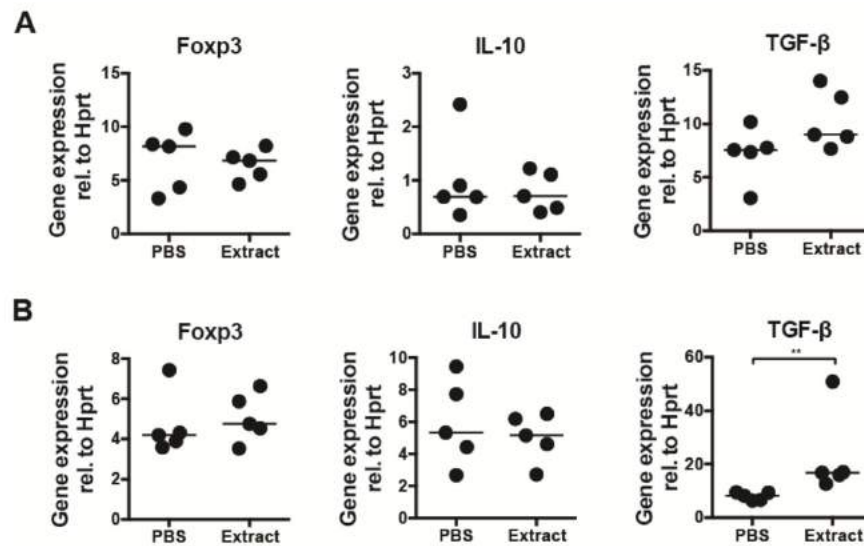 A
Foxp3
IL-10
TGF-β
Gene expression
rel. to Hprt
15
10
5
0
PBS
Extract
Gene expression
rel. to Hprt
3
2
1
0
PBS
Extract
Gene expression
rel. to Hprt
15
10
5
0
PBS
Extract
B
Foxp3
IL-10
TGF-β
Gene expression
rel. to Hprt
8
6
4
2
0
PBS
Extract
Gene expression
rel. to Hprt
10
8
6
4
2
0
PBS
Extract
Gene expression
rel. to Hprt
60
40
20
0
**
PBS
Extract